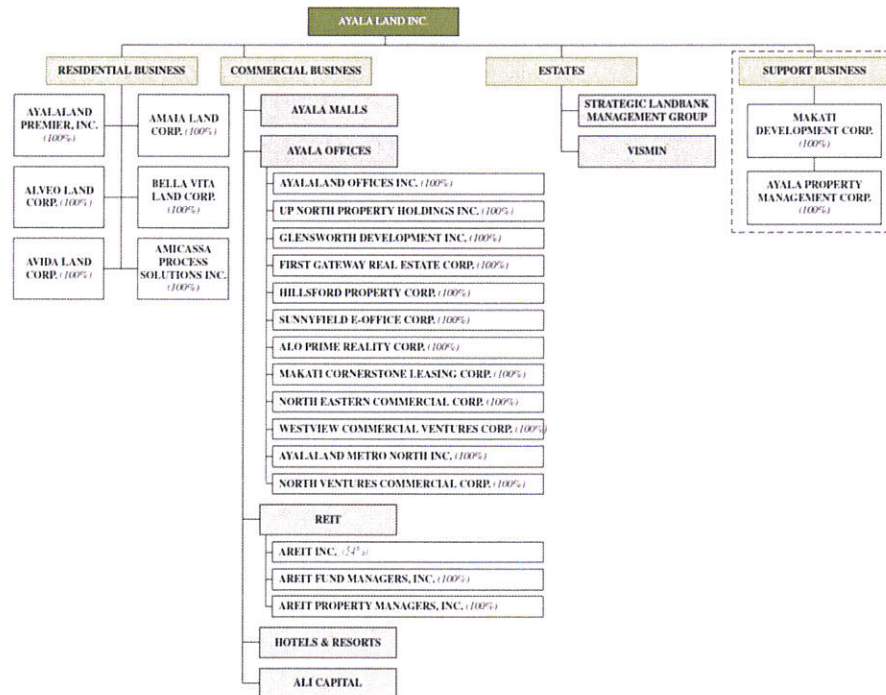 AYALA LAND INC.
RESIDENTIAL BUSINESS
AYALALAND
PREMIER, INC.
(100%)
AMAIA LAND
CORP. (100%)
ALVEO LAND
CORP. (100%)
BELLA VITA
LAND CORP.
(100%)
AVIDA LAND
CORP. (100%)
AMICASSA
PROCESS
SOLUTIONS INC.
(100%)
COMMERCIAL BUSINESS
AYALA MALLS
AYALA OFFICES
AYALALAND OFFICES INC. (100%)
UP NORTH PROPERTY HOLDINGS INC. (100%)
GLENSWORTH DEVELOPMENT INC. (100%)
FIRST GATEWAY REAL ESTATE CORP. (100%)
HILLSFORD PROPERTY CORP. (100%)
SUNNYFIELD E-OFFICE CORP. (100%)
ALO PRIME REALITY CORP. (100%)
MAKATI CORNERSTONE LEASING CORP. (100%)
NORTH EASTERN COMMERCIAL CORP. (100%)
WESTVIEW COMMERCIAL VENTURES CORP. (100%)
AYALALAND METRO NORTH INC. (100%)
NORTH VENTURES COMMERCIAL CORP. (100%)
REIT
AREIT INC. (54%)
AREIT FUND MANAGERS, INC. (100%)
AREIT PROPERTY MANAGERS, INC. (100%)
HOTELS & RESORTS
ALI CAPITAL
ESTATES
STRATEGIC LANDBANK
MANAGEMENT GROUP
VISMIN
SUPPORT BUSINESS
MAKATI
DEVELOPMENT CORP.
(100%)
AYALA PROPERTY
MANAGEMENT CORP.
(100%)